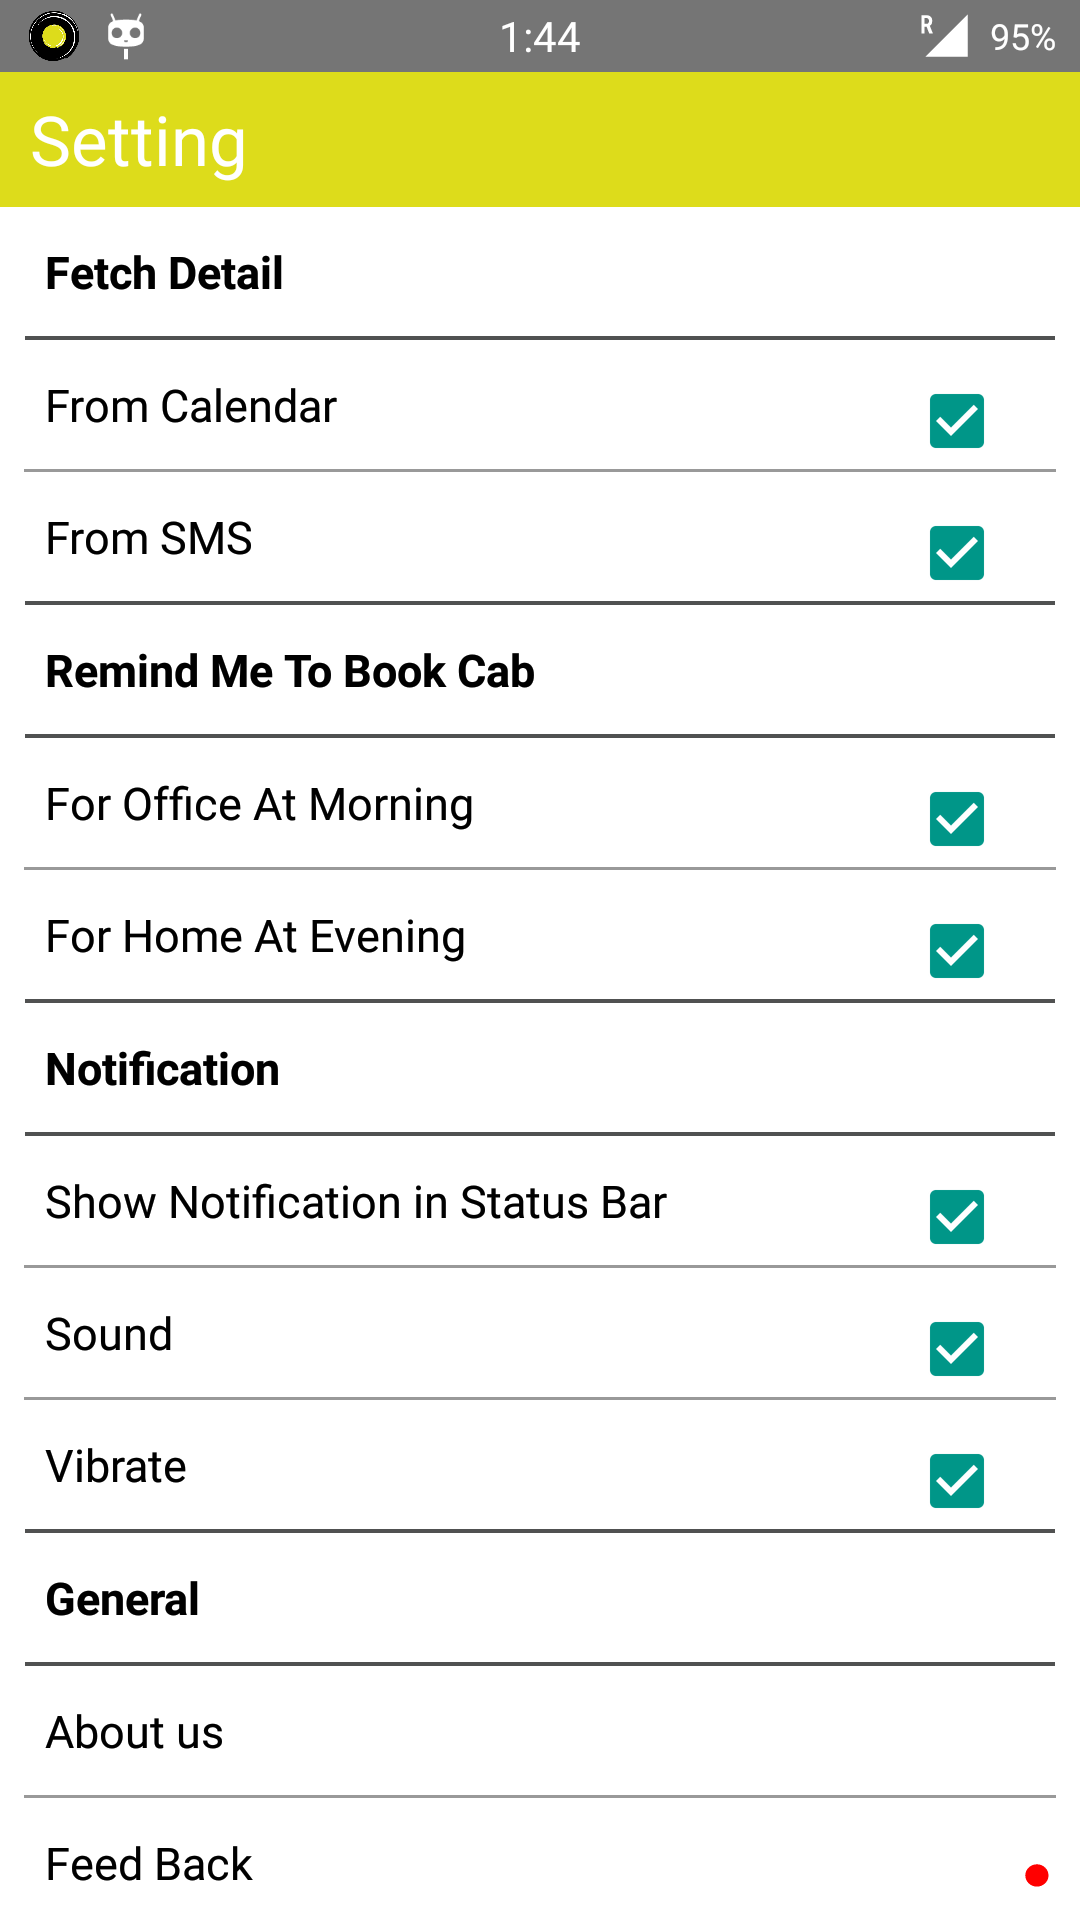 1:44
R
95%
Setting
Fetch Detail
From Calendar
From SMS
Remind Me To Book Cab
For Office At Morning
For Home At Evening
Notification
Show Notification in Status Bar
Sound
Vibrate
General
About us
Feed Back